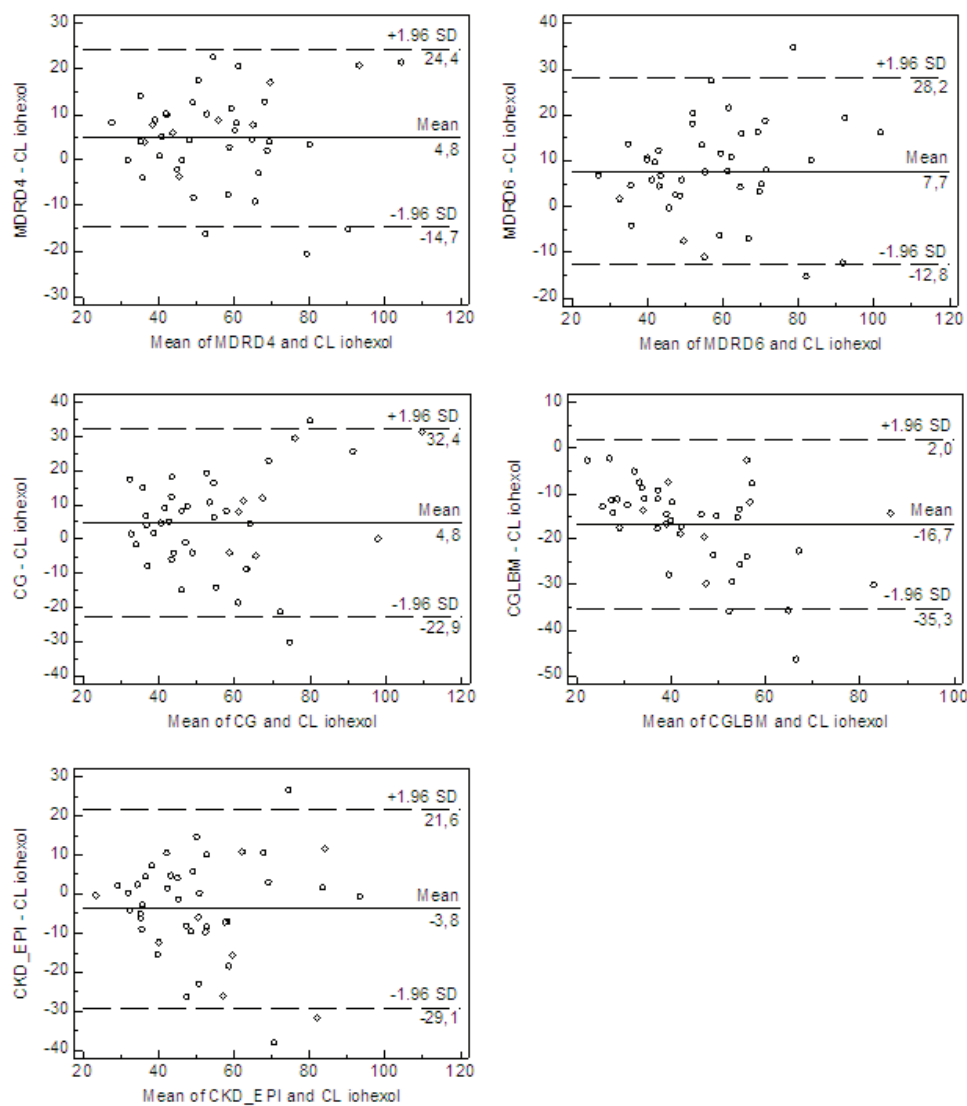 MDRD4 - CL iohexol
30
20
10
0
-10
-20
-30
+1.96 SD
24,4
Mean
4,8
-1.96 SD
-14,7
20 40 60 80 100 120
Mean of MDRD4 and CL iohexol
MDRD6 - CL iohexol
40
30
20
10
0
-10
-20
+1.96 SD
28,2
Mean
7,7
-1.96 SD
-12,8
20 40 60 80 100 120
Mean of MDRD6 and CL iohexol
CG - CL iohexol
40
30
20
10
0
-10
-20
-30
-40
+1.96 SD
32,4
Mean
4,8
-1.96 SD
-22,9
20 40 60 80 100 120
Mean of CG and CL iohexol
CGLBM - CL iohexol
10
0
-10
-20
-30
-40
-50
+1.96 SD
2,0
Mean
-16,7
-1.96 SD
-35,3
20 40 60 80 100
Mean of CGLBM and CL iohexol
CKD_EPI - CL iohexol
30
20
10
0
-10
-20
-30
-40
+1.96 SD
21,6
Mean
-3,8
-1.96 SD
-29,1
20 40 60 80 100 120
Mean of CKD_EPI and CL iohexol